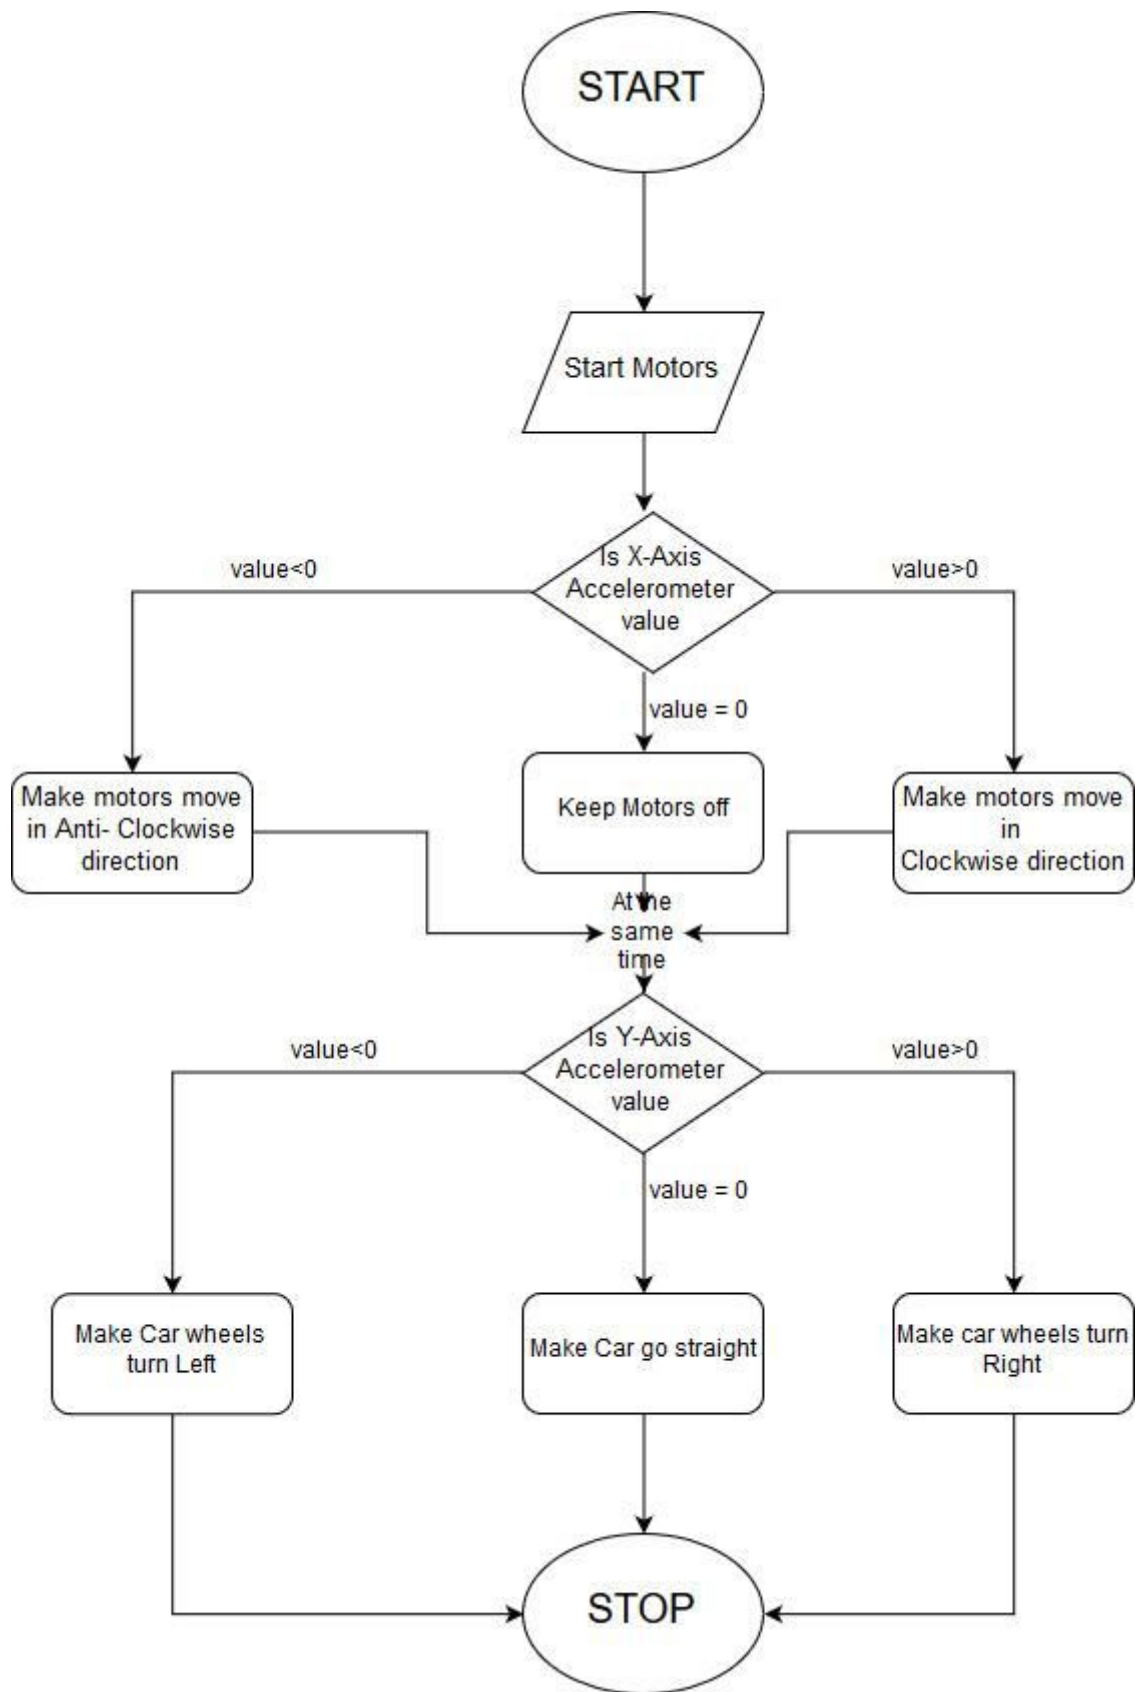 START
Start Motors
Is X-Axis
Accelerometer
value
value<0
value>0
value = 0
Make motors move
in Anti- Clockwise
direction
Keep Motors off
Make motors move
in
Clockwise direction
At the
same
time
Is Y-Axis
Accelerometer
value
value<0
value>0
value = 0
Make Car wheels
turn Left
Make Car go straight
Make car wheels turn
Right
STOP